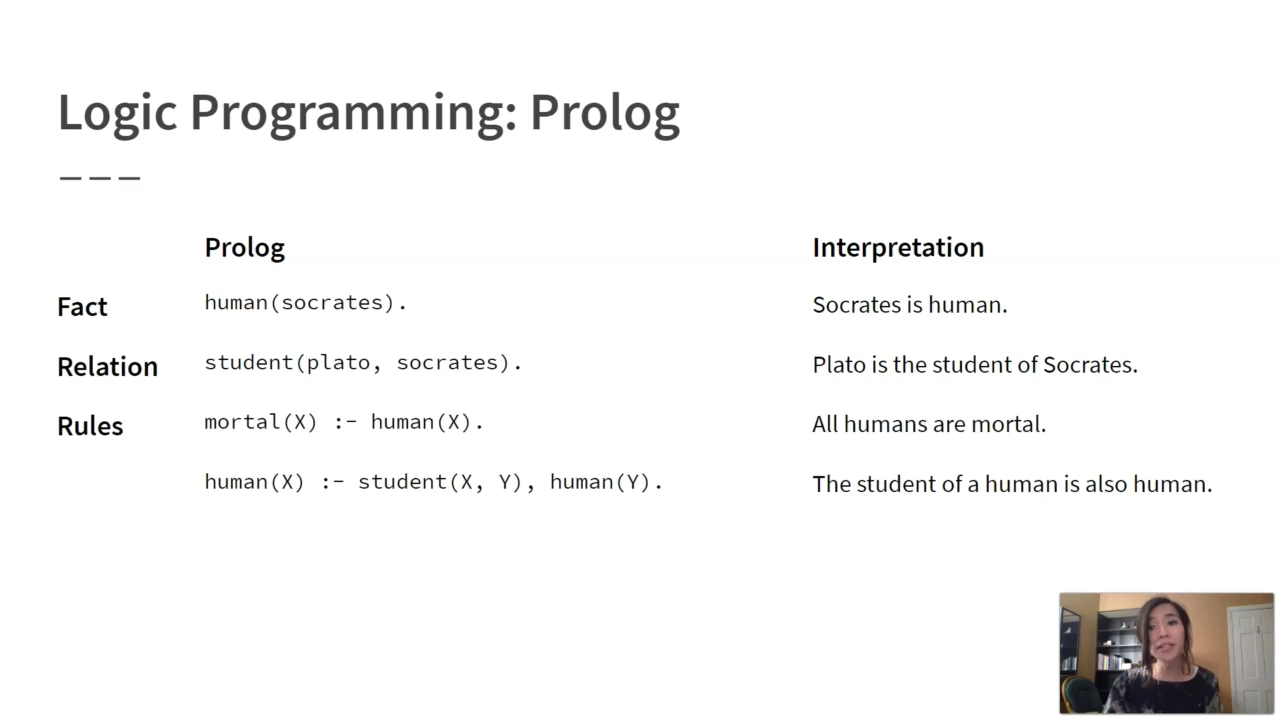 Logic Programming: Prolog
Prolog Interpretation
Fact human(socrates). Socrates is human.
Relation student(plato, socrates). Plato is the student of Socrates.
Rules mortal(X) :- human(X). All humans are mortal.
human(X) :- student(X, Y), human(Y). The student of a human is also human.